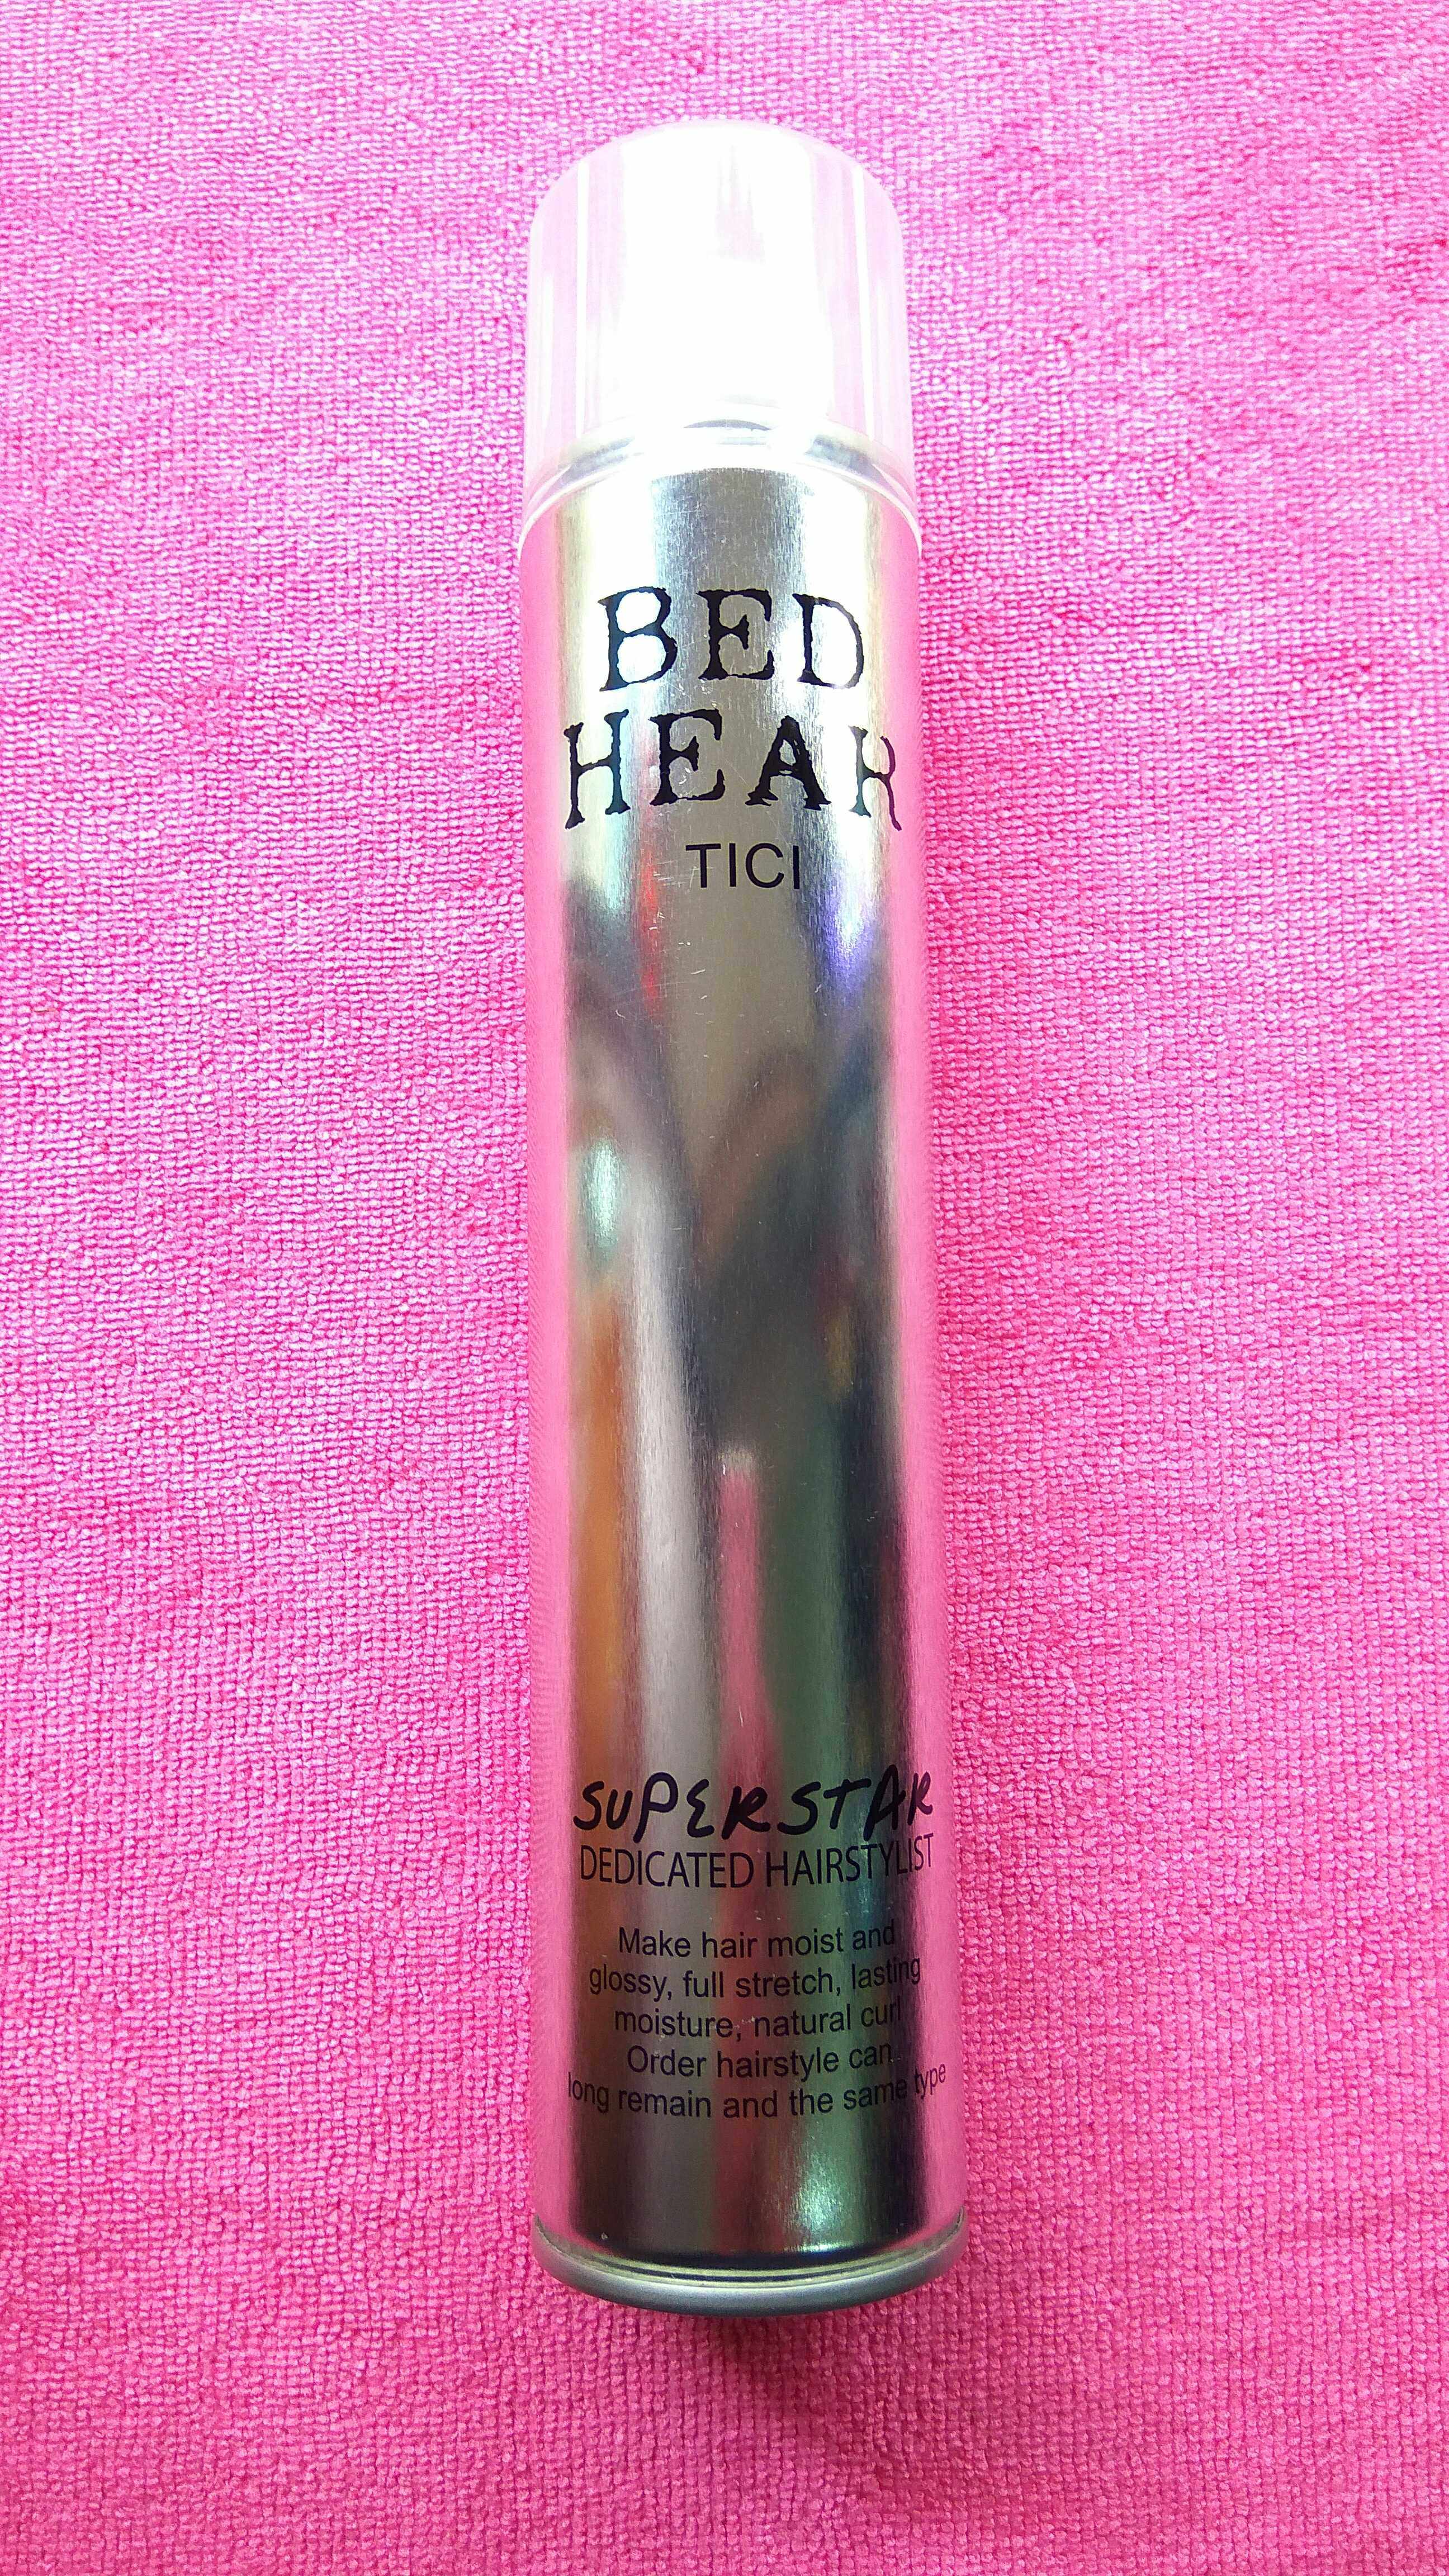 BED
HEAR
TICI
SUPERSTAR
DEDICATED HAIRSTYLIST
Make hair moist and
glossy, full stretch, lasting
moisture, natural curl
Order hairstyle can
long remain and the same type